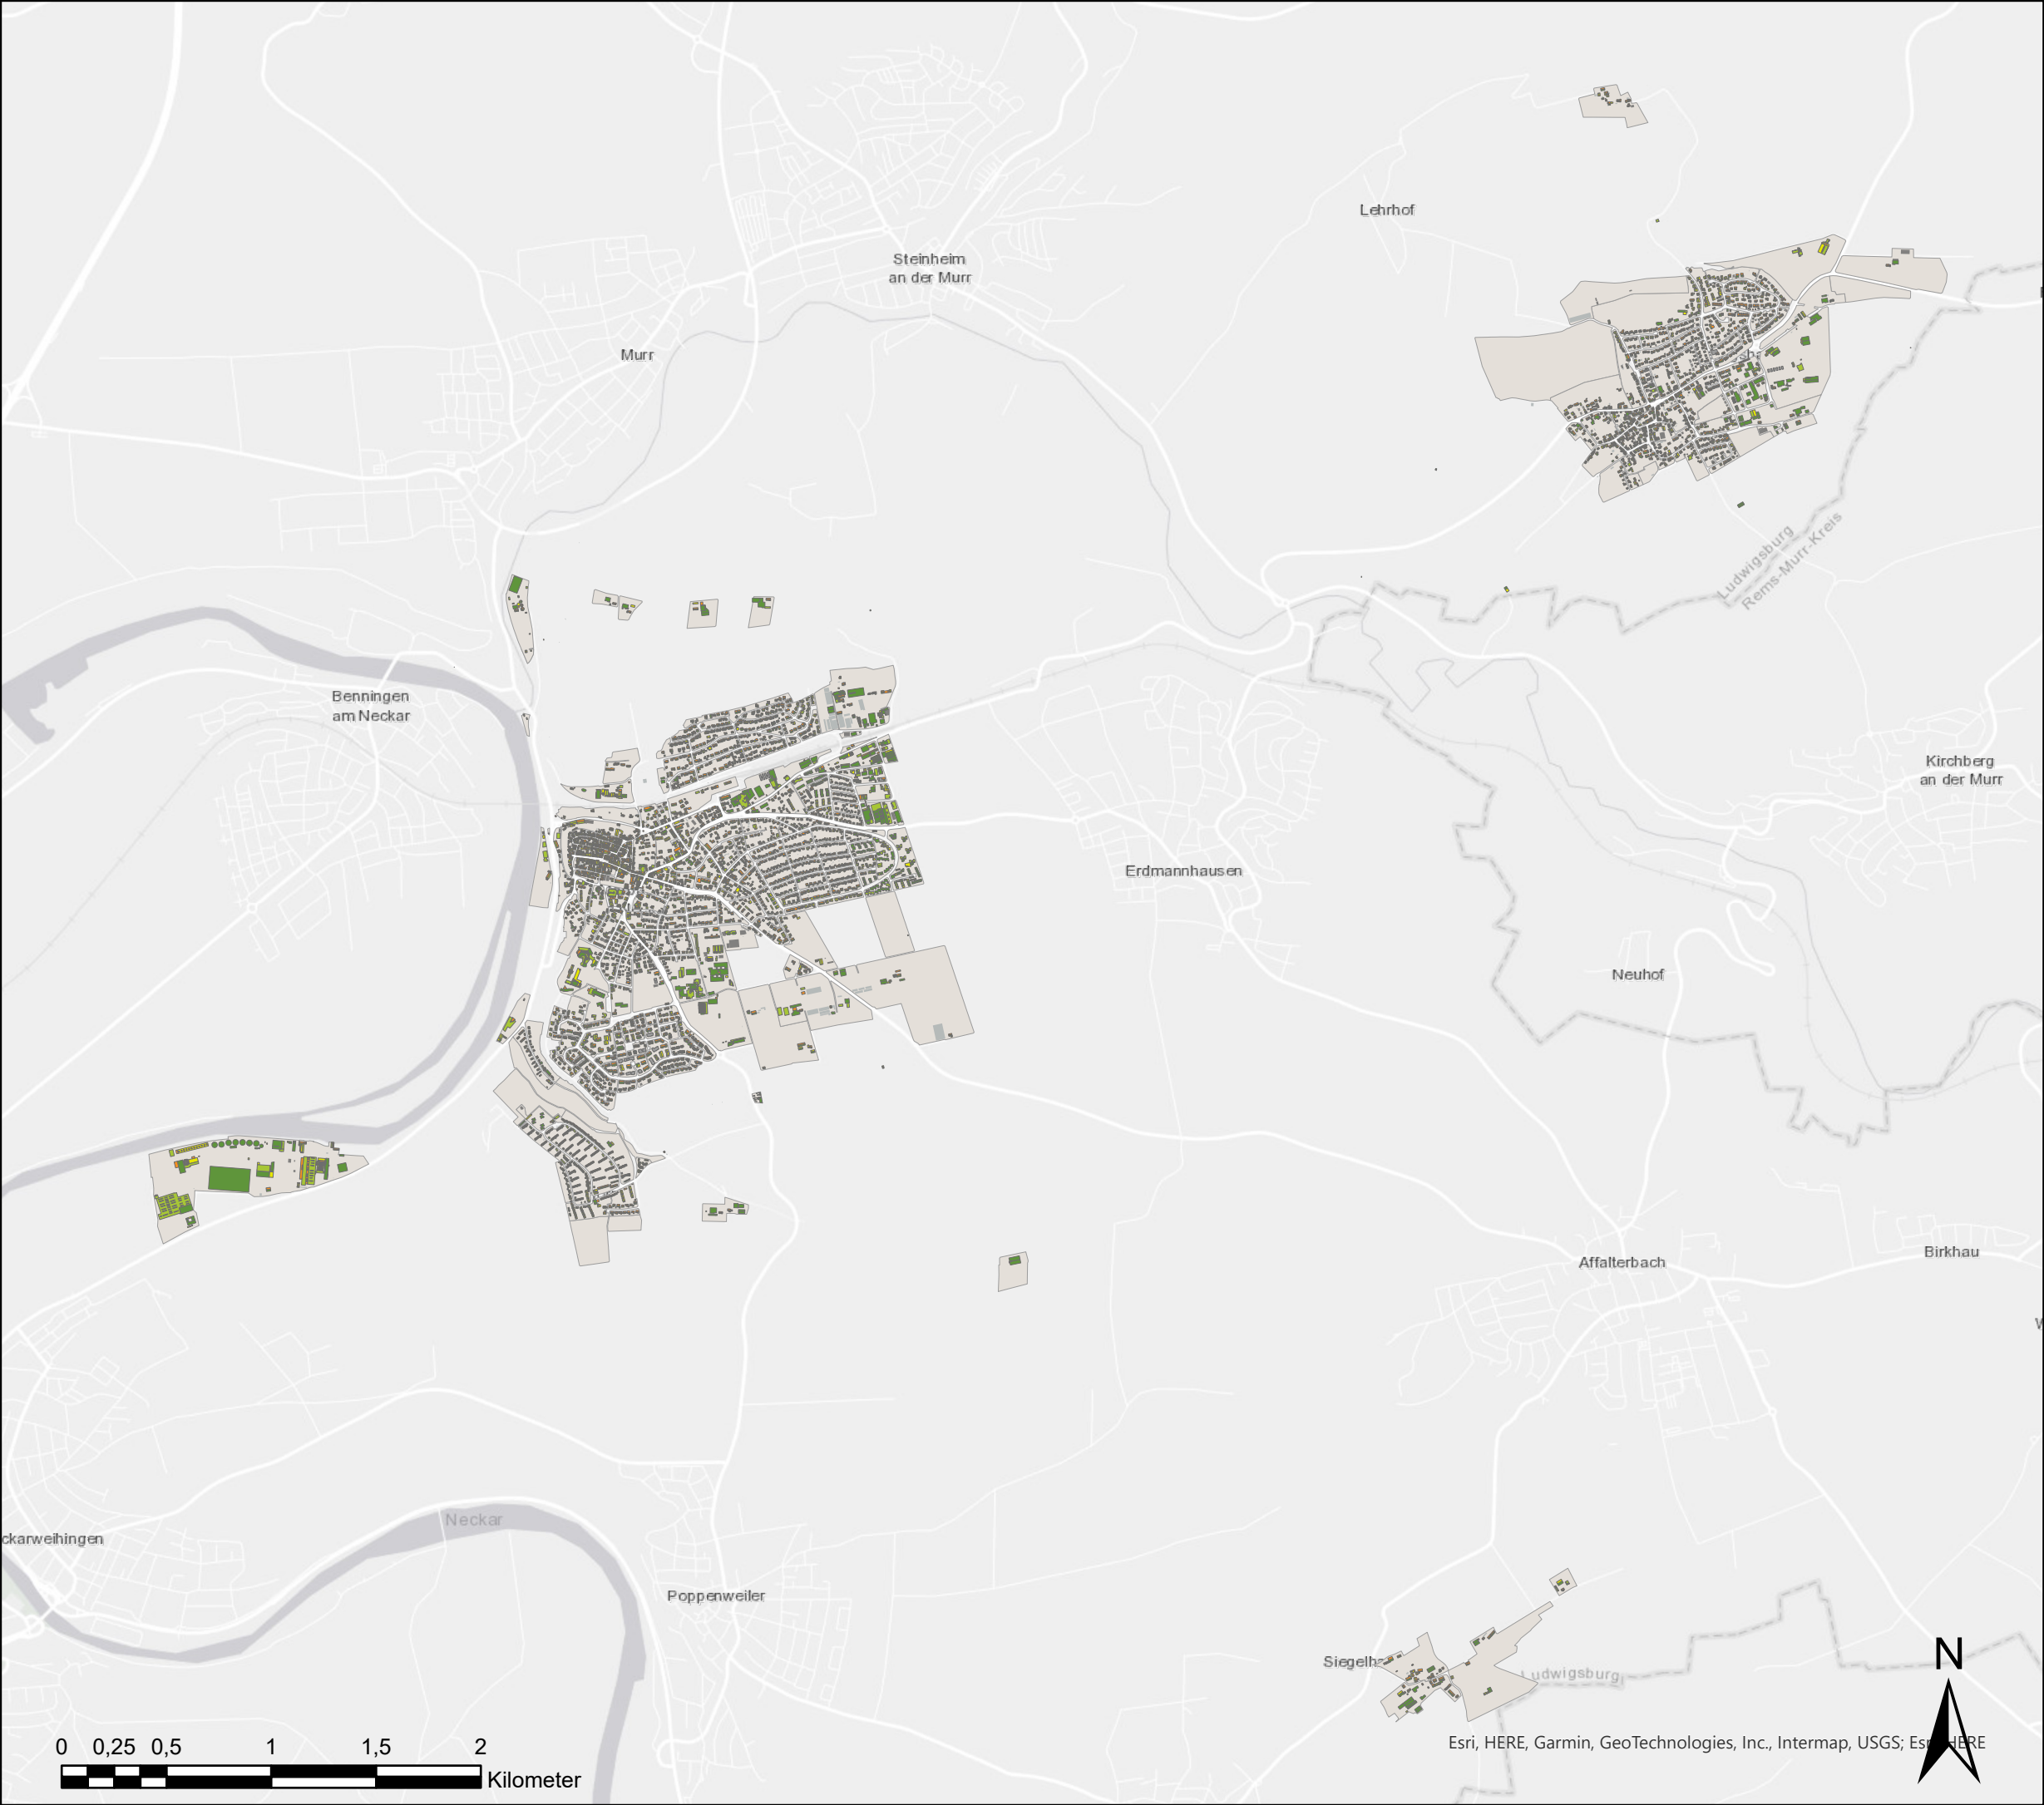 Lehrhof
Steinheim
an der Murr
Murr
Ludwigsburg
Rems-Murr-Kreis
Benningen
am Neckar
Kirchberg
an der Murr
Erdmannhausen
Neuhof
Affalterbach
Birkhau
Neckar
ckarweihingen
Poppenweiler
Siegelha
Ludwigsburg
N
Esri, HERE, Garmin, GeoTechnologies, Inc., Intermap, USGS; Esri, HERE
0 0,25 0,5 1 1,5 2
Kilometer